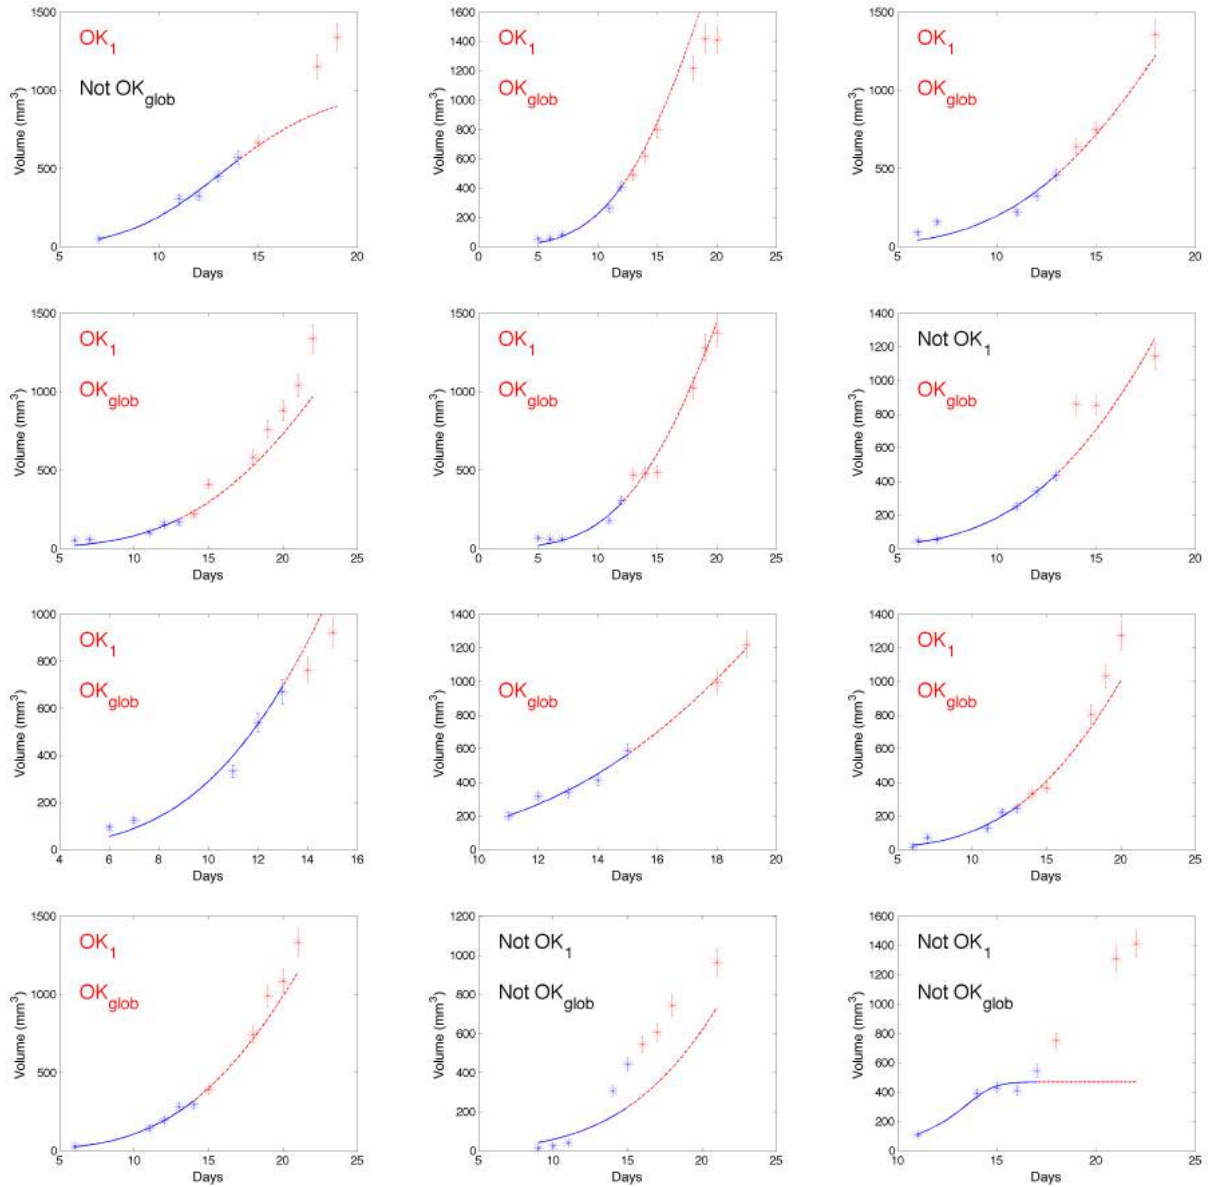 1500
OK1
1000
Not OKglob
Volume (mm3)
500
0
5 10 15 20
Days
1600
1400
OK1
1200
1000
OKglob
Volume (mm3)
800
600
400
200
0
0 5 10 15 20 25
Days
1500
OK1
1000
OKglob
Volume (mm3)
500
0
5 10 15 20
Days
1500
OK1
1000
OKglob
Volume (mm3)
500
0
5 10 15 20 25
Days
1500
OK1
1000
OKglob
Volume (mm3)
500
0
0 5 10 15 20 25
Days
1400
Not OK1
1200
1000
OKglob
Volume (mm3)
800
600
400
200
0
5 10 15 20
Days
1000
OK1
800
OKglob
Volume (mm3)
600
400
200
0
4 6 8 10 12 14 16
Days
1400
1200
1000
OKglob
Volume (mm3)
800
600
400
200
0
10 12 14 16 18 20
Days
1400
OK1
1200
1000
OKglob
Volume (mm3)
800
600
400
200
0
5 10 15 20 25
Days
1500
OK1
1000
OKglob
Volume (mm3)
500
0
5 10 15 20 25
Days
1200
Not OK1
1000
Not OKglob
Volume (mm3)
800
600
400
200
0
5 10 15 20 25
Days
1600
1400
Not OK1
1200
1000
Not OKglob
Volume (mm3)
800
600
400
200
0
10 15 20 25
Days